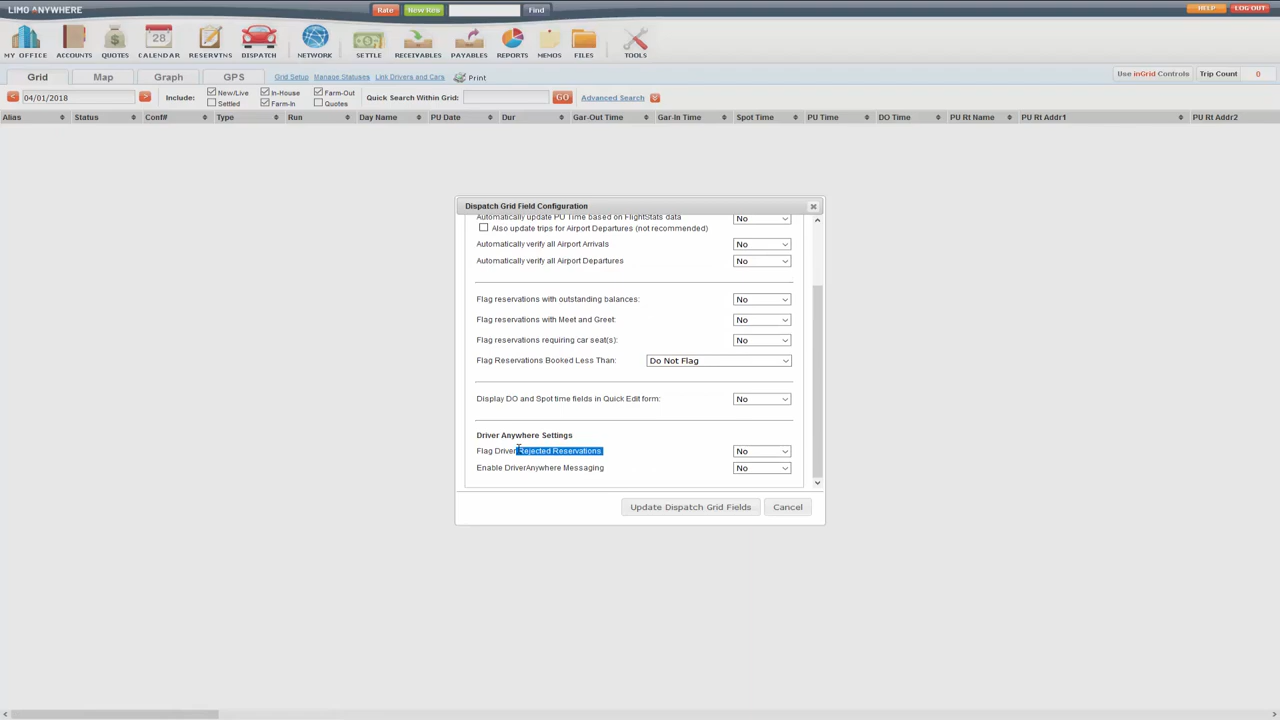 LIMO ANYWHERE
Rate
New Res
Find
HELP
LOG OUT
MY OFFICE
ACCOUNTS
QUOTES
28
CALENDAR
RESERVTNS
DISPATCH
NETWORK
SETTLE
RECEIVABLES
PAYABLES
REPORTS
MEMOS
FILES
TOOLS
Grid
Map
Graph
GPS
Grid Setup
Manage Statuses
Link Drivers and Cars
Print
Use inGrid Controls
Trip Count
0
< 04/01/2018 >
Include:
New/Live
In-House
Farm-Out
Settled
Farm-In
Quotes
Quick Search Within Grid:
GO
Advanced Search
Alias Status Conf# Type Run Day Name PU Date Dur Gar-Out Time Gar-In Time Spot Time PU Time DO Time PU Rt Name PU Rt Addr1 PU Rt Addr2
Dispatch Grid Field Configuration
Automatically update PU Time based on FlightStats data No
Also update trips for Airport Departures (not recommended)
Automatically verify all Airport Arrivals No
Automatically verify all Airport Departures No
Flag reservations with outstanding balances: No
Flag reservations with Meet and Greet: No
Flag reservations requiring car seat(s): No
Flag Reservations Booked Less Than: Do Not Flag
Display DO and Spot time fields in Quick Edit form: No
Driver Anywhere Settings
Flag Driver Rejected Reservations No
Enable DriverAnywhere Messaging No
Update Dispatch Grid Fields
Cancel